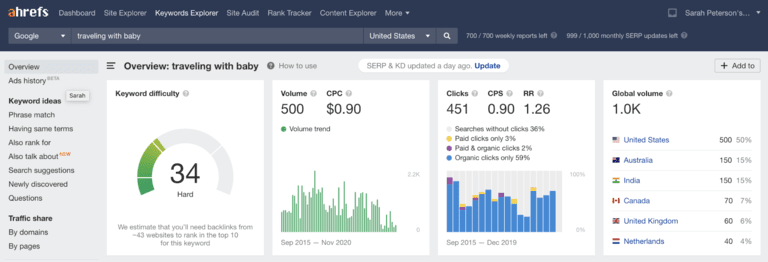 ahrefs Dashboard Site Explorer Keywords Explorer Site Audit Rank Tracker Content Explorer More Sarah Peterson's...
Google traveling with baby United States 700 / 700 weekly reports left 999 / 1,000 monthly SERP updates left
Overview
Ads history BETA
Sarah
Keyword ideas
Phrase match
Having same terms
Also rank for
Also talk about NEW
Search suggestions
Newly discovered
Questions
Traffic share
By domains
By pages
Overview: traveling with baby How to use SERP & KD updated a day ago. Update
+ Add to
Keyword difficulty
34
Hard
We estimate that you'll need backlinks from
~43 websites to rank in the top 10
for this keyword
Volume CPC
500 $0.90
Volume trend
2.2K
0
Sep 2015 — Nov 2020
Clicks CPS RR
451 0.90 1.26
Searches without clicks 36%
Paid clicks only 3%
Paid & organic clicks 2%
Organic clicks only 59%
100%
0%
Sep 2015 — Dec 2019
Global volume
1.0K
United States 500 50%
Australia 150 15%
India 150 15%
Canada 70 7%
United Kingdom 60 6%
Netherlands 40 4%